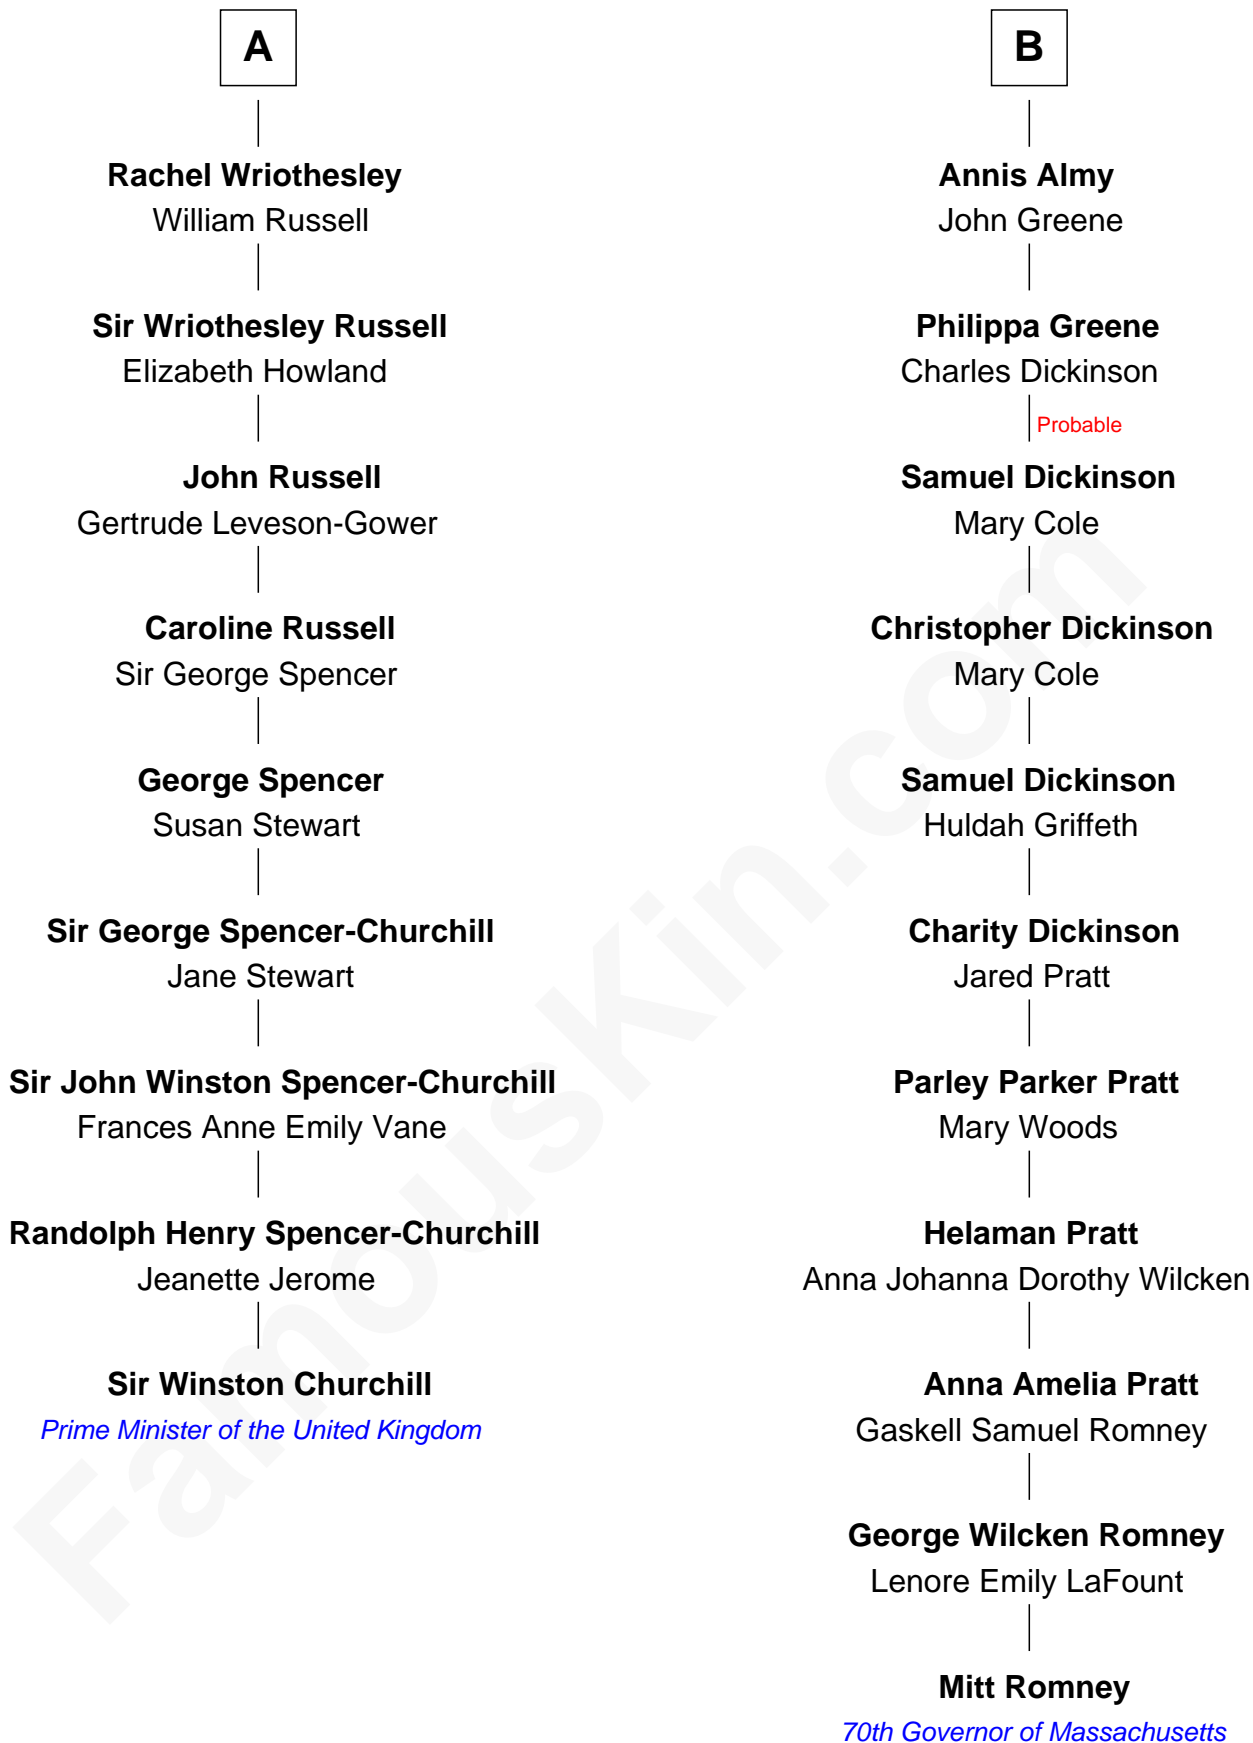 A
Rachel Wriothesley
William Russell
Sir Wriothesley Russell
Elizabeth Howland
John Russell
Gertrude Leveson-Gower
Caroline Russell
Sir George Spencer
George Spencer
Susan Stewart
Sir George Spencer-Churchill
Jane Stewart
Sir John Winston Spencer-Churchill
Frances Anne Emily Vane
Randolph Henry Spencer-Churchill
Jeanette Jerome
Sir Winston Churchill
Prime Minister of the United Kingdom
B
Annis Almy
John Greene
Philippa Greene
Charles Dickinson
Probable
Samuel Dickinson
Mary Cole
Christopher Dickinson
Mary Cole
Samuel Dickinson
Huldah Griffeth
Charity Dickinson
Jared Pratt
Parley Parker Pratt
Mary Woods
Helaman Pratt
Anna Johanna Dorothy Wilcken
Anna Amelia Pratt
Gaskell Samuel Romney
George Wilcken Romney
Lenore Emily LaFount
Mitt Romney
70th Governor of Massachusetts
FamousKin.com